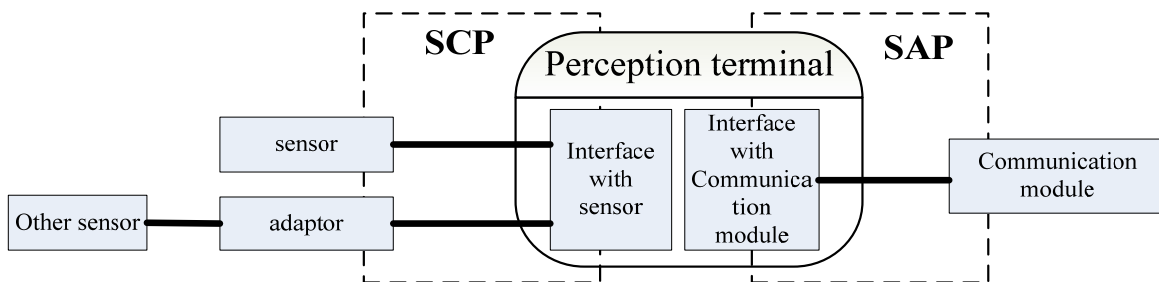 SCP
SAP
Perception terminal
sensor
Other sensor
adaptor
Interface
with
sensor
Interface
with
Communica
tion
module
Communication
module